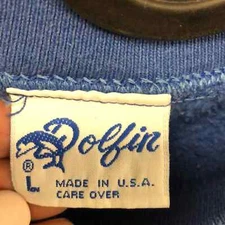 Dolfin
®
L
MADE IN U.S.A.
CARE OVER